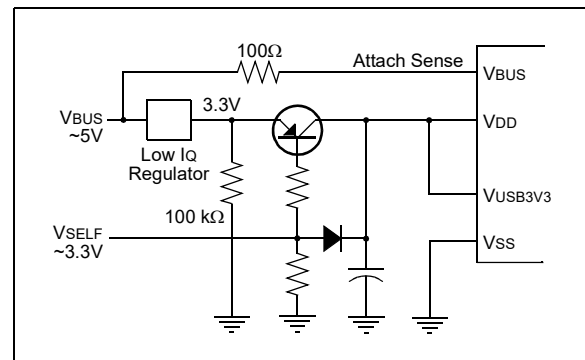 100Ω
Attach Sense
VBUS
VBUS
~5V
3.3V
VDD
Low IQ
Regulator
VUSB3V3
100 kΩ
VSELF
~3.3V
VSS